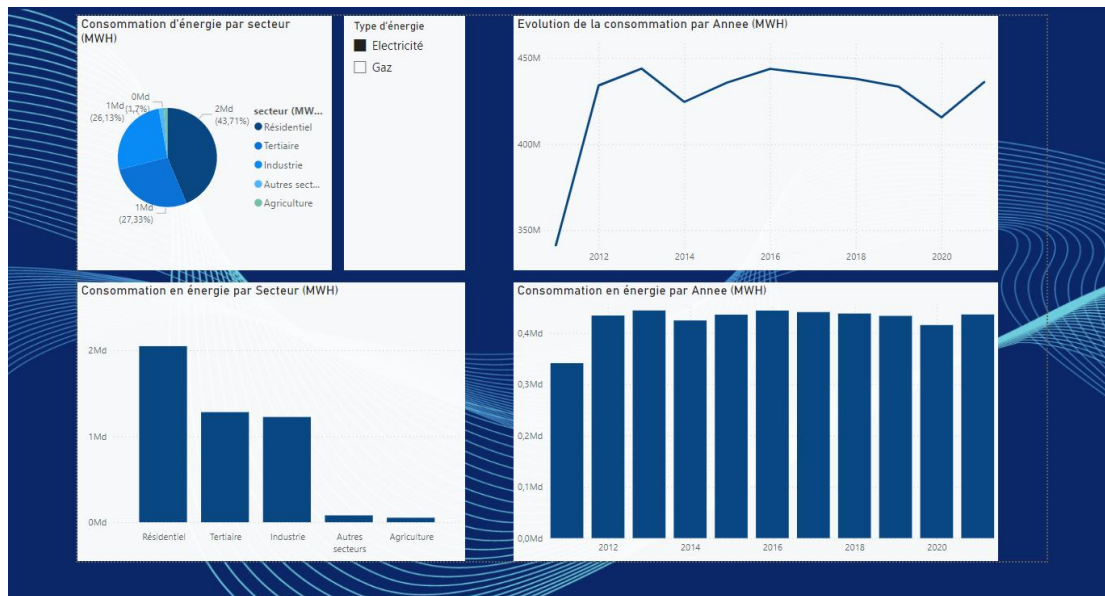 Consommation d'énergie par secteur
(MWH)
0Md
(1,7%)
1Md
(26,13%)
2Md
(43,71%)
1Md
(27,33%)
secteur (MW...
Résidentiel
Tertiaire
Industrie
Autres sect...
Agriculture
Type d'énergie
Electricité
Gaz
Evolution de la consommation par Annee (MWH)
450M
400M
350M
2012 2014 2016 2018 2020
Consommation en énergie par Secteur (MWH)
2Md
1Md
0Md
Résidentiel Tertiaire Industrie Autres secteurs Agriculture
Consommation en énergie par Annee (MWH)
0,4Md
0,3Md
0,2Md
0,1Md
0,0Md
2012 2014 2016 2018 2020